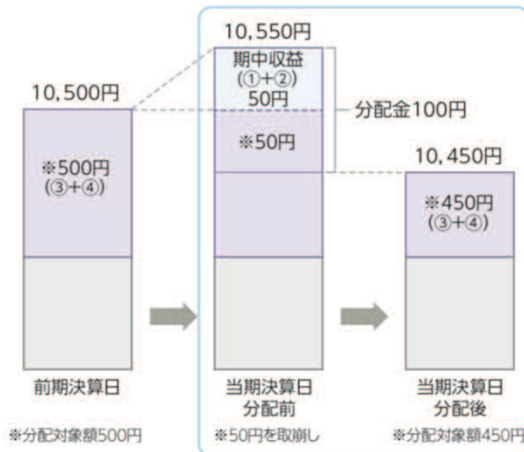 10,550円
期中収益
(①+②)
50円
10,500円
分配金100円
※50円
10,450円
※500円
(③+④)
※450円
(③+④)
前期決算日
当期決算日
分配前
当期決算日
分配後
※分配対象額500円
※50円を取崩し
※分配対象額450円